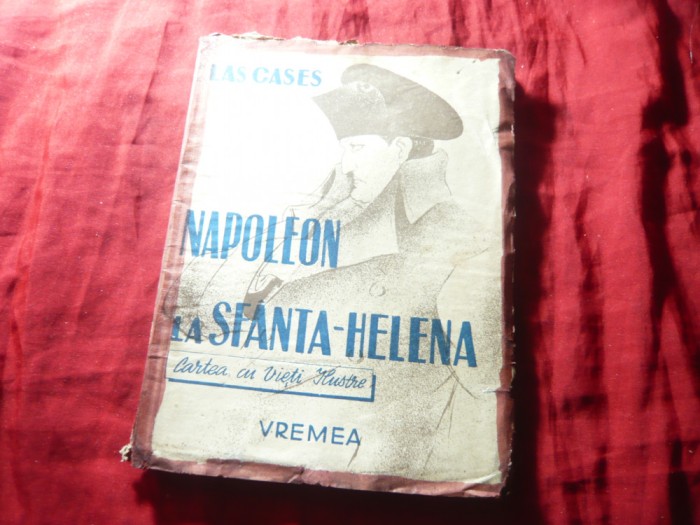 LAS CASES
NAPOLEON
LA SFANTA-HELENA
Cartea cu Vieți Ilustre
VREMEA